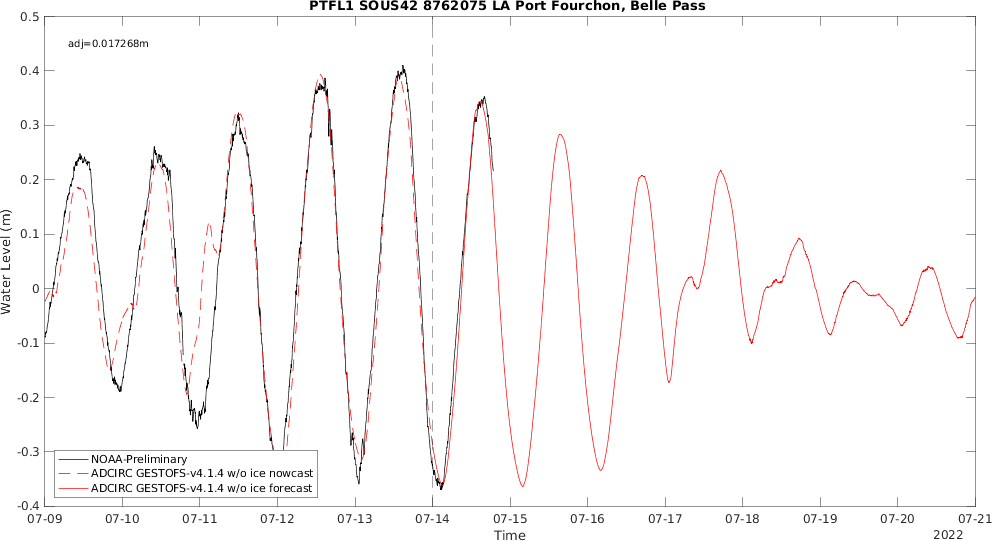 PTFL1 SOUS42 8762075 LA Port Fourchon, Belle Pass
0.5
adj=0.017268m
0.4
0.3
0.2
0.1
0
-0.1
-0.2
-0.3
-0.4
Water Level (m)
NOAA-Preliminary
ADCIRC GESTOFS-v4.1.4 w/o ice nowcast
ADCIRC GESTOFS-v4.1.4 w/o ice forecast
07-09 07-10 07-11 07-12 07-13 07-14 07-15 07-16 07-17 07-18 07-19 07-20 07-21
Time
2022